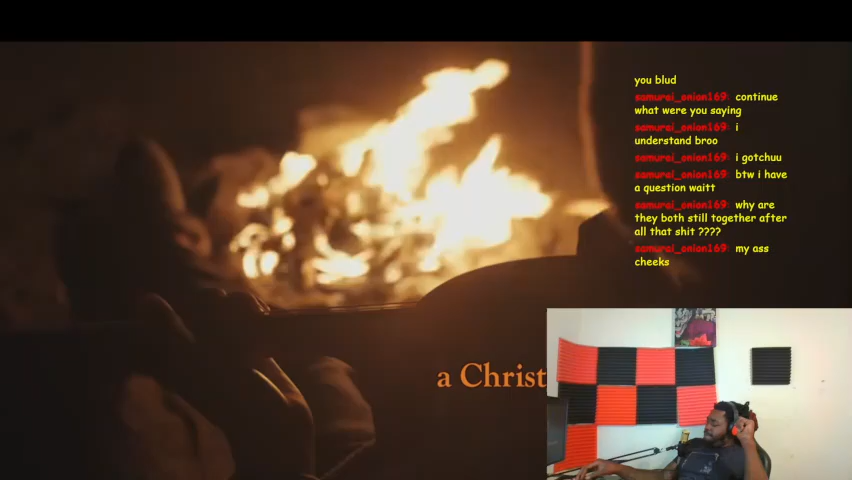 you blud
samurai_onion169: continue
what were you saying
samurai_onion169: i
understand broo
samurai_onion169: i gotchuu
samurai_onion169: btw i have
a question waitt
samurai_onion169: why are
they both still together after
all that shit ????
samurai_onion169: my ass
cheeks
a Christ